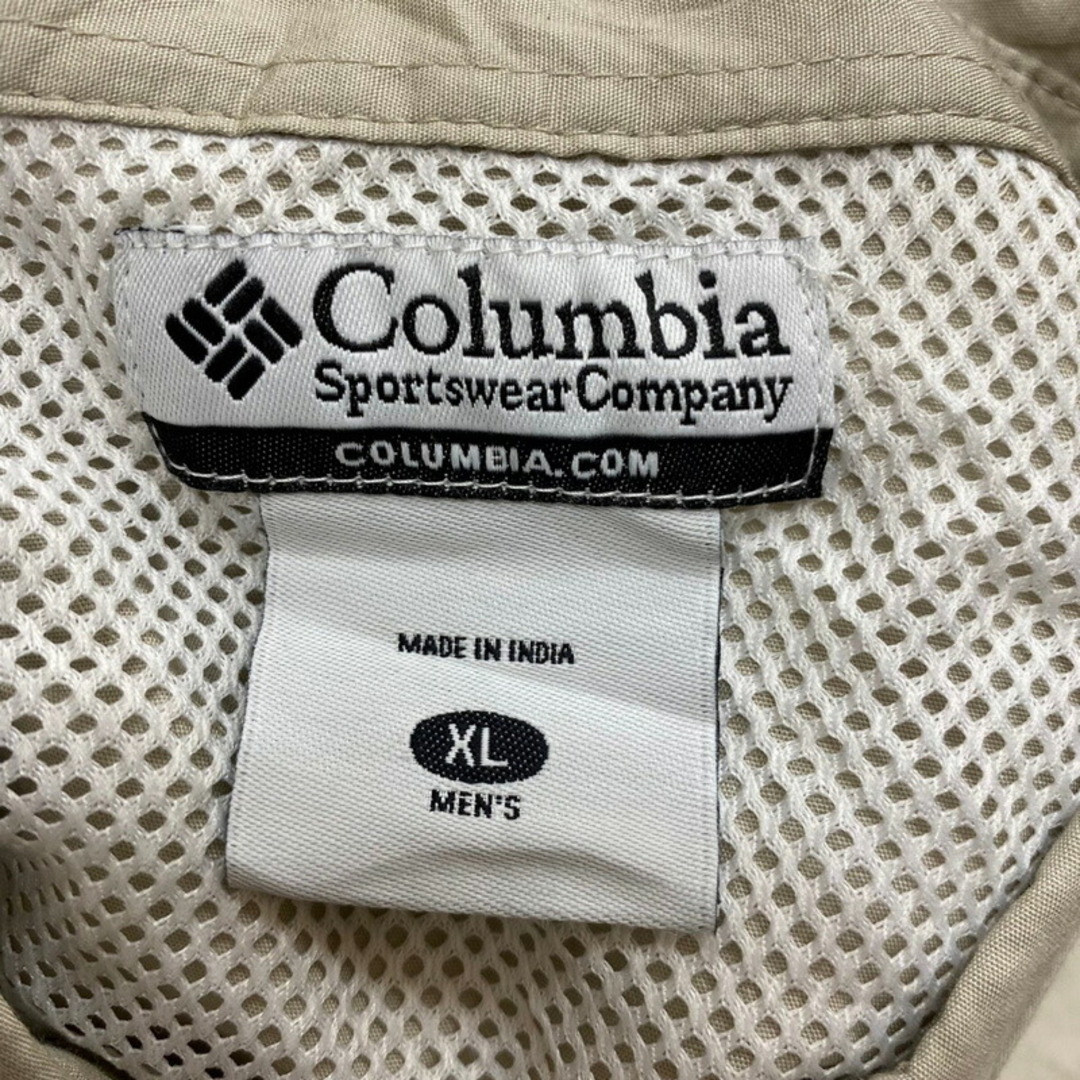 Columbia
Sportswear Company
COLUMBIA.COM
MADE IN INDIA
XL
MEN'S